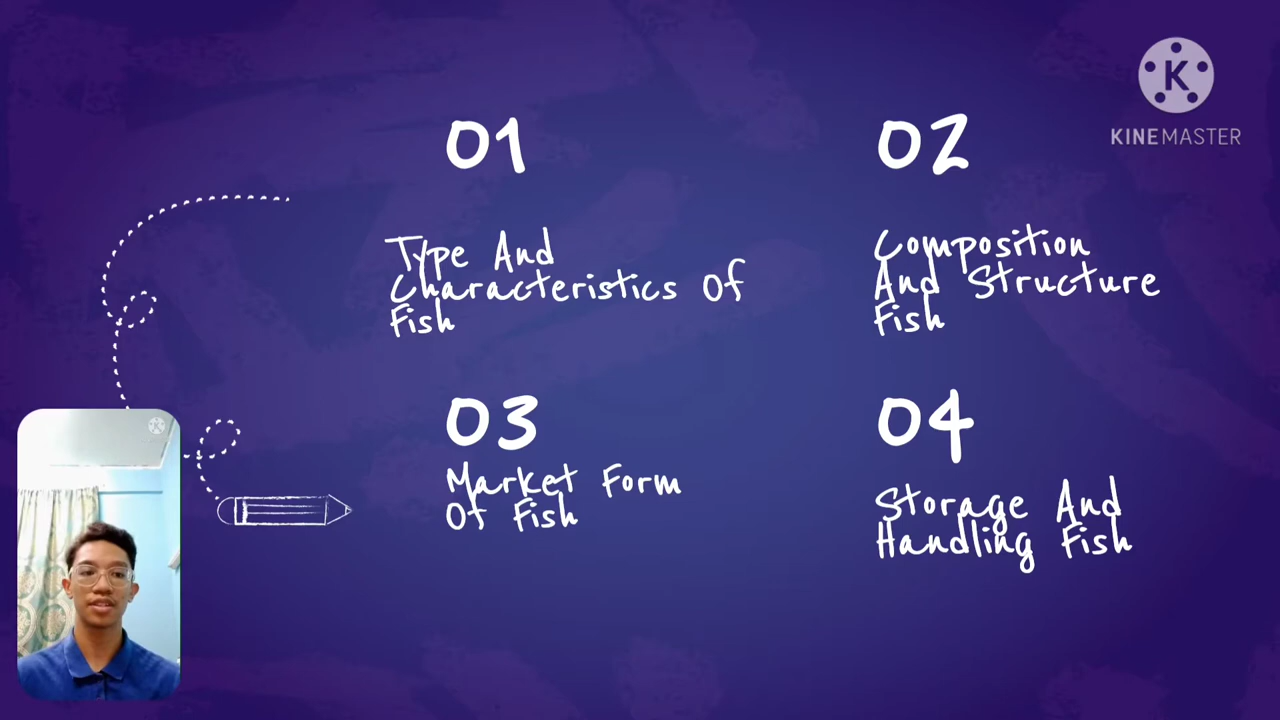 01
02
K
KINEMASTER
Type And
Characteristics Of
Fish
Composition
And Structure
Fish
03
04
Market Form
Of Fish
Storage And
Handling Fish